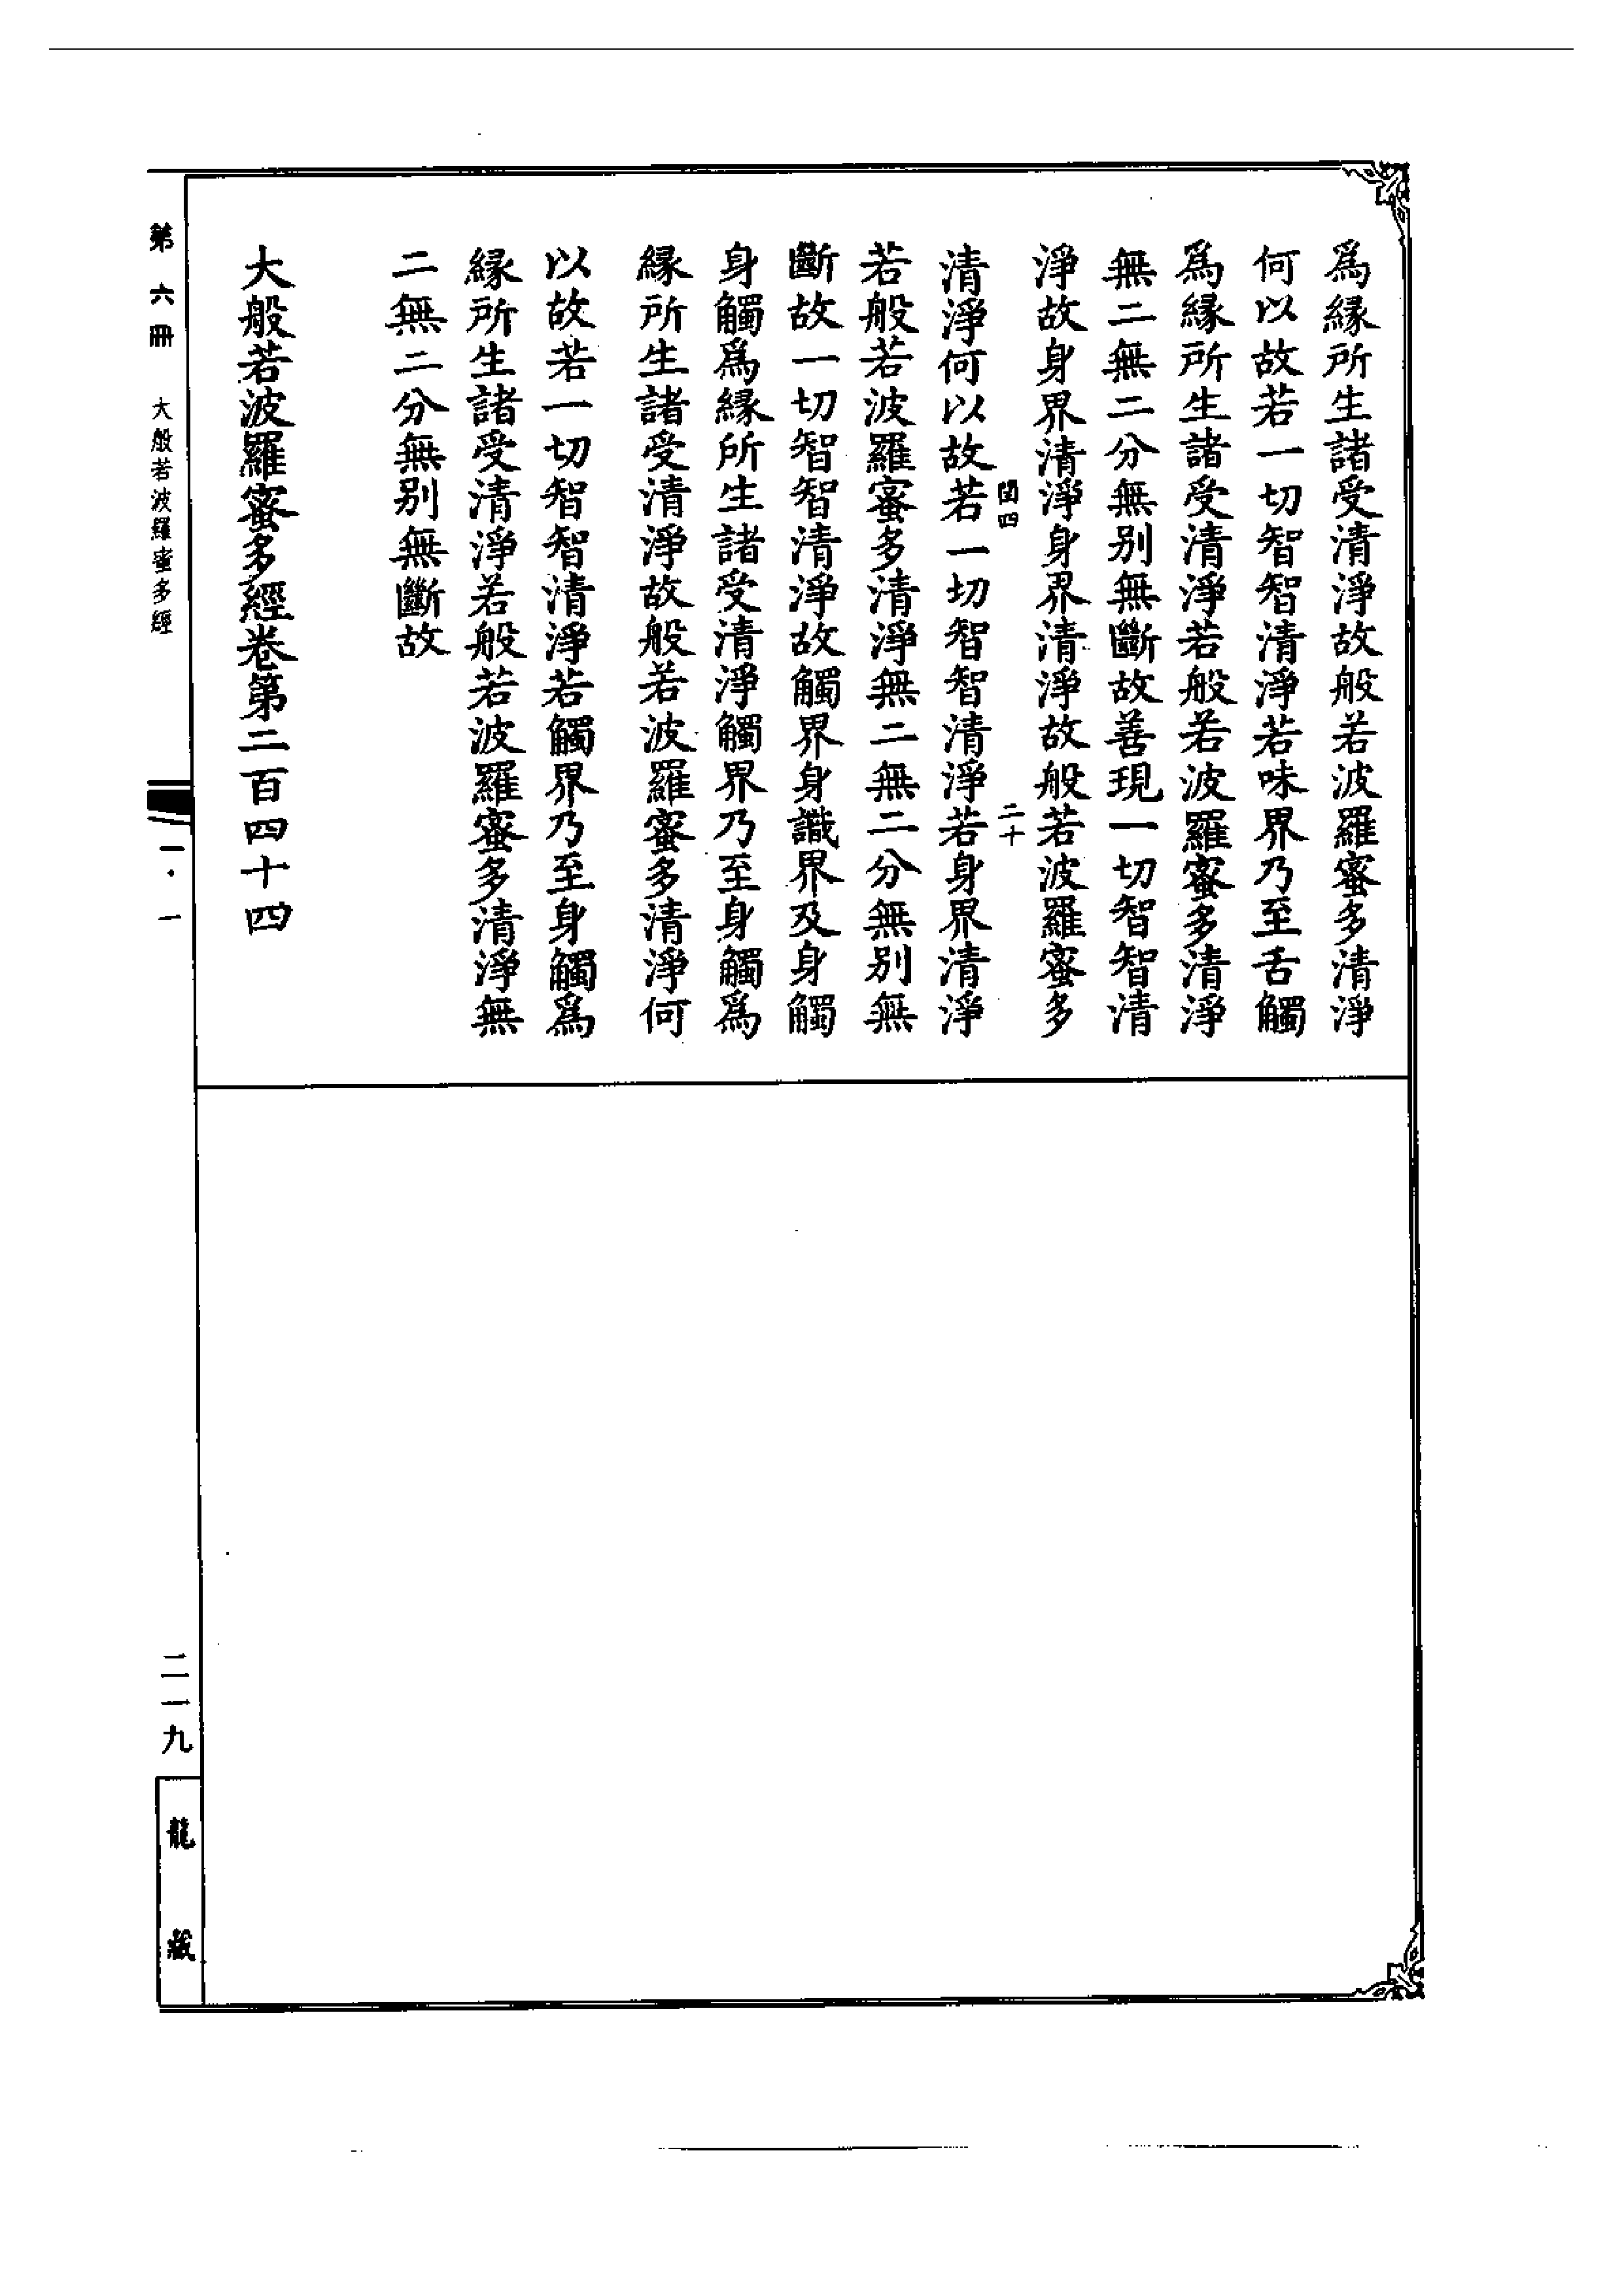 為緣所生諸受清淨故般若波羅蜜多清淨
何以故若一切智智清淨若味界乃至舌觸
為緣所生諸受清淨若般若波羅蜜多清淨
無二無二分無別無斷故善現一切智智清
淨故身界清淨身界清淨故般若波羅蜜多
閏四 二十
清淨何以故若一切智智清淨若身界清淨
若般若波羅蜜多清淨無二無二分無別無
斷故一切智智清淨故觸界身識界及身觸
身觸為緣所生諸受清淨觸界乃至身觸為
緣所生諸受清淨故般若波羅蜜多清淨何
以故若一切智智清淨若觸界乃至身觸為
緣所生諸受清淨若般若波羅蜜多清淨無
二無二分無別無斷故
大般若波羅蜜多經卷第二百四十四
第六冊 大般若波羅蜜多經 一·一 二一九
龍藏